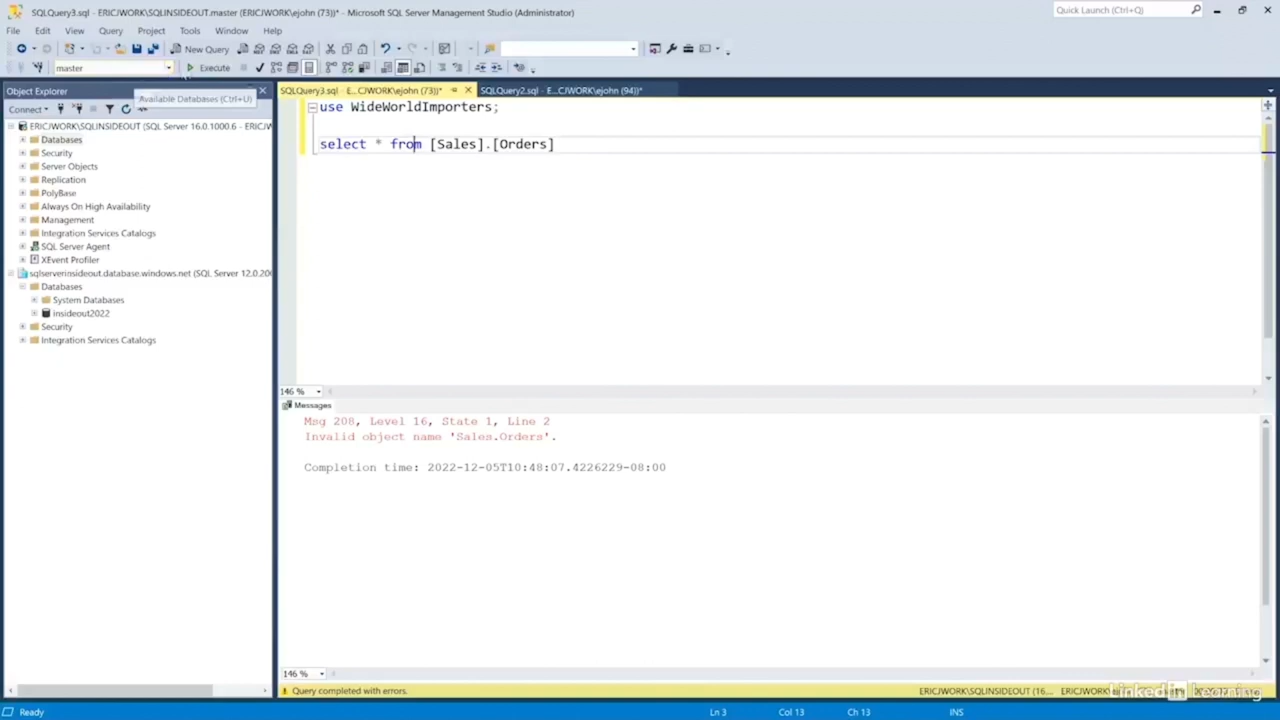 SQLQuery3.sql - ERICJWORK\SQLINSIDEOUT.master (ERICJWORK\ejohn (73))* - Microsoft SQL Server Management Studio (Administrator)
Quick Launch (Ctrl+Q)
File Edit View Query Project Tools Window Help
New Query
master
Execute
Object Explorer
Available Databases (Ctrl+U)
Connect
ERICJWORK\SQLINSIDEOUT (SQL Server 16.0.1000.6 - ERICJW
Databases
Security
Server Objects
Replication
PolyBase
Always On High Availability
Management
Integration Services Catalogs
SQL Server Agent
XEvent Profiler
sqlserverinsideout.database.windows.net (SQL Server 12.0.200
Databases
System Databases
insideout2022
Security
Integration Services Catalogs
SQLQuery3.sql - E...CJWORK\ejohn (73))* SQLQuery2.sql - E...CJWORK\ejohn (94))*
use WideWorldImporters;
select * from [Sales].[Orders]
146 %
Messages
Msg 208, Level 16, State 1, Line 2
Invalid object name 'Sales.Orders'.
Completion time: 2022-12-05T10:48:07.4226229-08:00
146 %
Query completed with errors.
ERICJWORK\SQLINSIDEOUT (16...
Linked in Learning
Ready
Ln 3
Col 13
Ch 13
INS